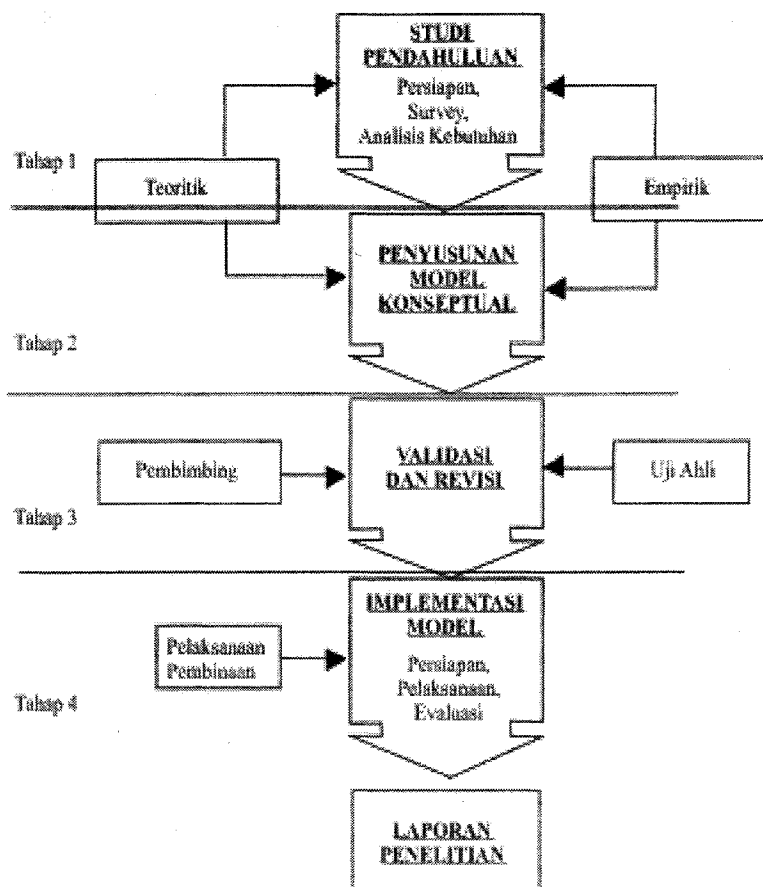 STUDI
PENDAHULUAN
Persiapan,
Survey,
Analisis Kebutuhan
Tahap 1
Teoritik
Empirik
PENYUSUNAN
MODEL
KONSEPTUAL
Tahap 2
Pembimbing
VALIDASI
DAN REVISI
Uji Ahli
Tahap 3
IMPLEMENTASI
MODEL
Pelaksanaan
Pembinaan
Persiapan,
Pelaksanaan,
Evaluasi
Tahap 4
LAPORAN
PENELITIAN